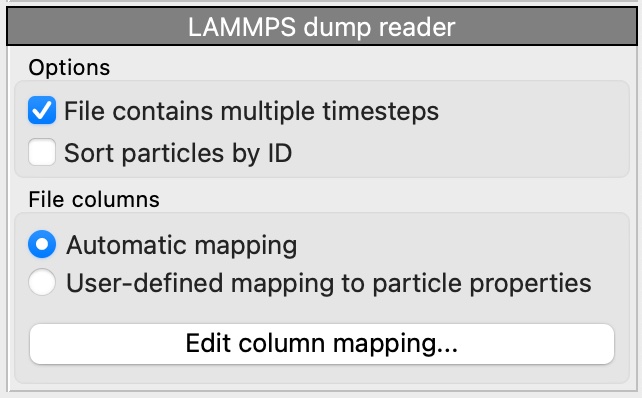 LAMMPS dump reader
Options
File contains multiple timesteps
Sort particles by ID
File columns
Automatic mapping
User-defined mapping to particle properties
Edit column mapping...